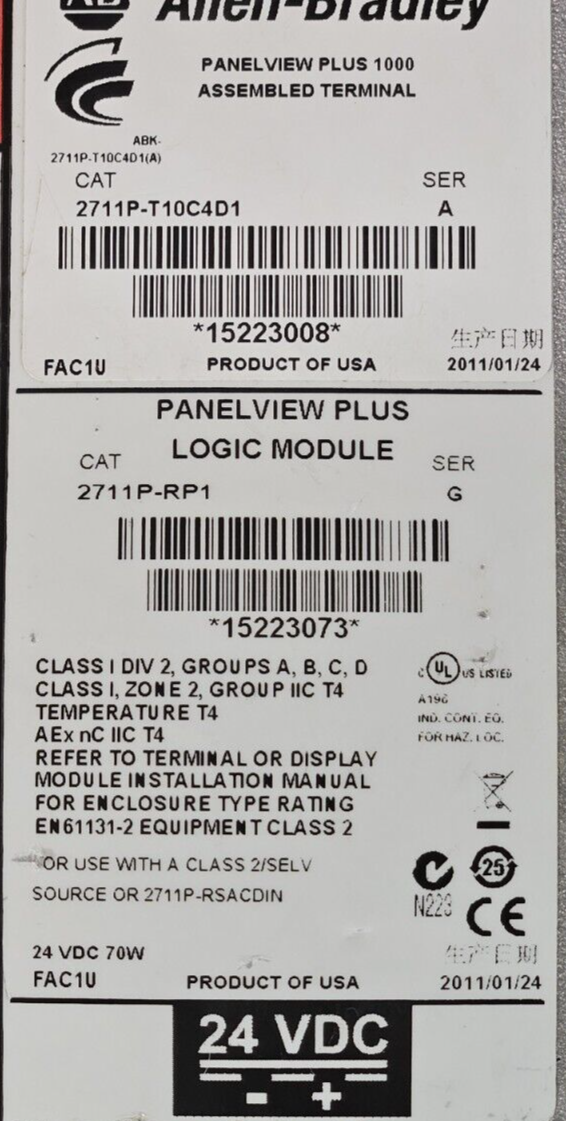 AB
Allen-Bradley
PANELVIEW PLUS 1000
ASSEMBLED TERMINAL
ABK-
2711P-T10C4D1(A)
CAT SER
2711P-T10C4D1 A
*15223008*
生产日期
FAC1U PRODUCT OF USA 2011/01/24
PANELVIEW PLUS
LOGIC MODULE
CAT SER
2711P-RP1 G
*15223073*
CLASS I DIV 2, GROUPS A, B, C, D
CLASS I, ZONE 2, GROUP IIC T4
TEMPERATURE T4
AEx nC IIC T4
REFER TO TERMINAL OR DISPLAY
MODULE INSTALLATION MANUAL
FOR ENCLOSURE TYPE RATING
EN61131-2 EQUIPMENT CLASS 2
C UL US LISTED
A196
IND. CONT. EQ.
FOR HAZ. LOC.
OR USE WITH A CLASS 2/SELV
SOURCE OR 2711P-RSACDIN
25
N223
CE
24 VDC 70W
生产日期
FAC1U PRODUCT OF USA 2011/01/24
24 VDC
- +